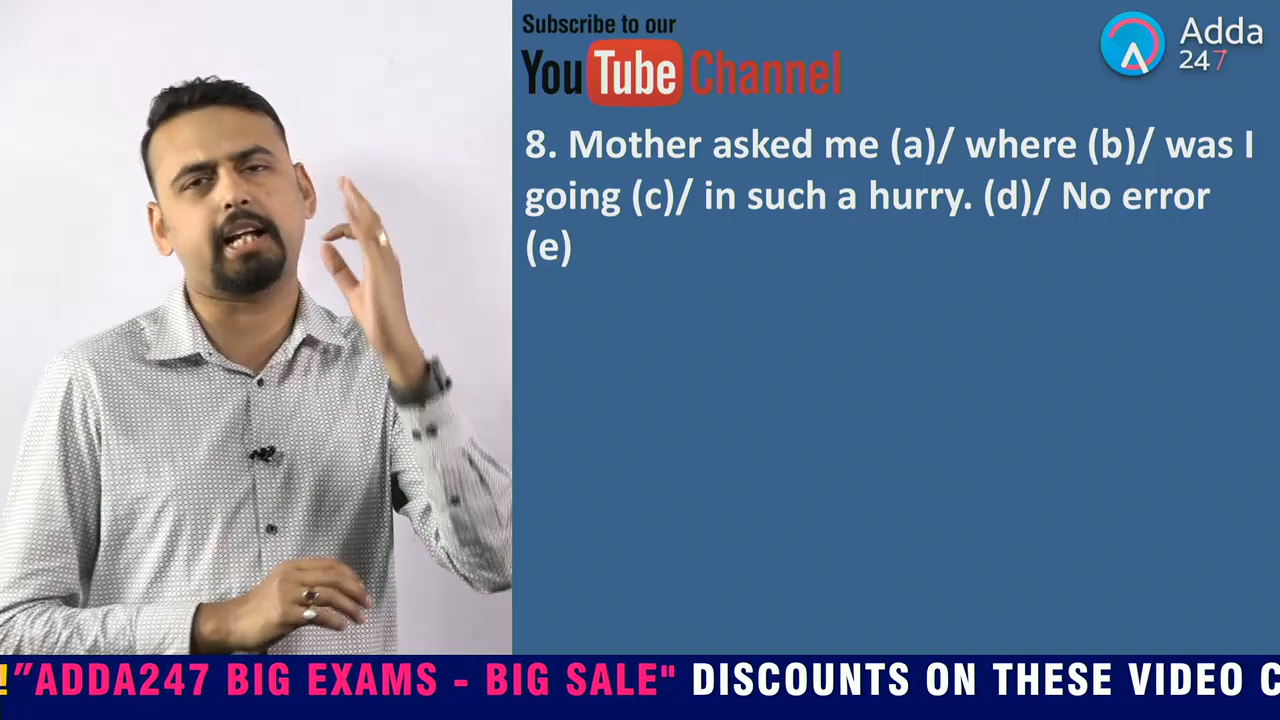 Subscribe to our
YouTube Channel
Adda
247
8. Mother asked me (a)/ where (b)/ was I
going (c)/ in such a hurry. (d)/ No error
(e)
!"ADDA247 BIG EXAMS - BIG SALE" DISCOUNTS ON THESE VIDEO C